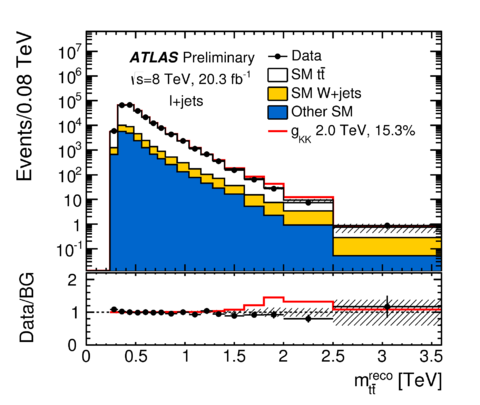 Events/0.08 TeV
10⁷
10⁶
10⁵
10⁴
10³
10²
10
1
10⁻¹
ATLAS Preliminary
√s=8 TeV, 20.3 fb⁻¹
l+jets
Data
SM tt̄
SM W+jets
Other SM
g_KK 2.0 TeV, 15.3%
Data/BG
2
1
0
0 0.5 1 1.5 2 2.5 3 3.5
m_tt̄^reco [TeV]